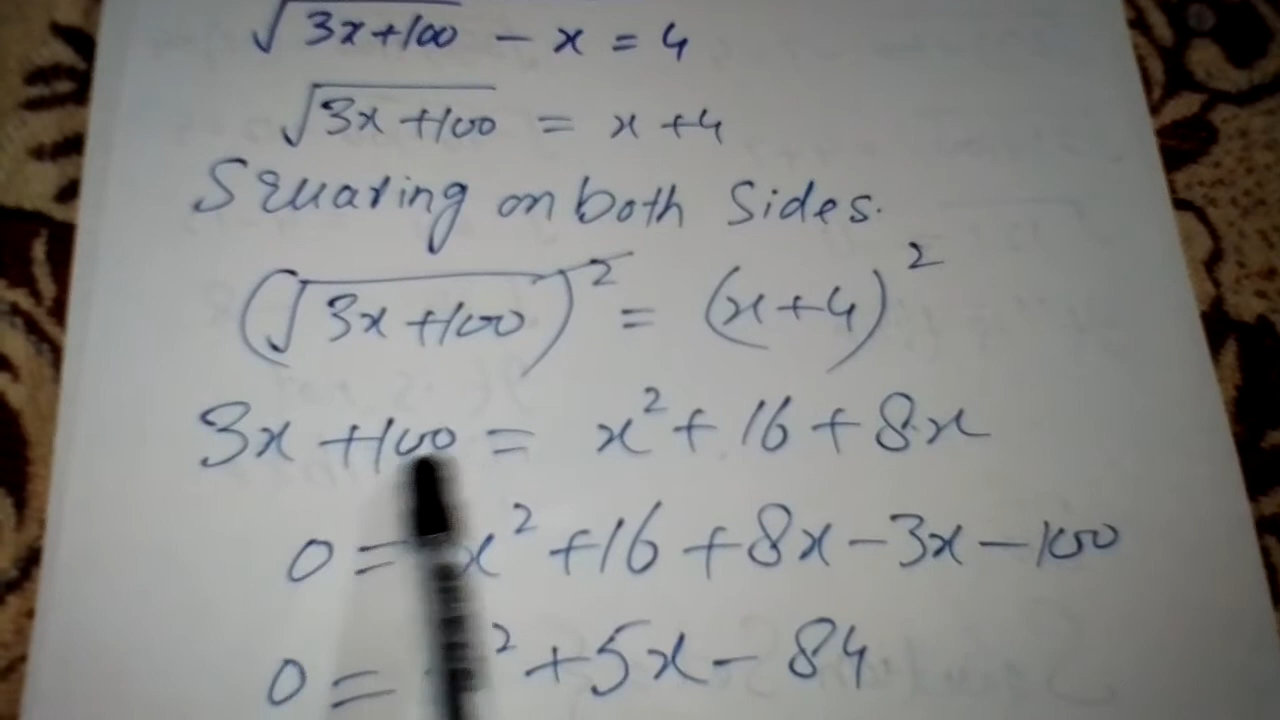 √3x+100 - x = 4
√3x+100 = x+4
Squaring on both Sides.
(√3x+100)² = (x+4)²
3x+100 = x²+16+8x
0 = x²+16+8x-3x-100
0 = x²+5x-84